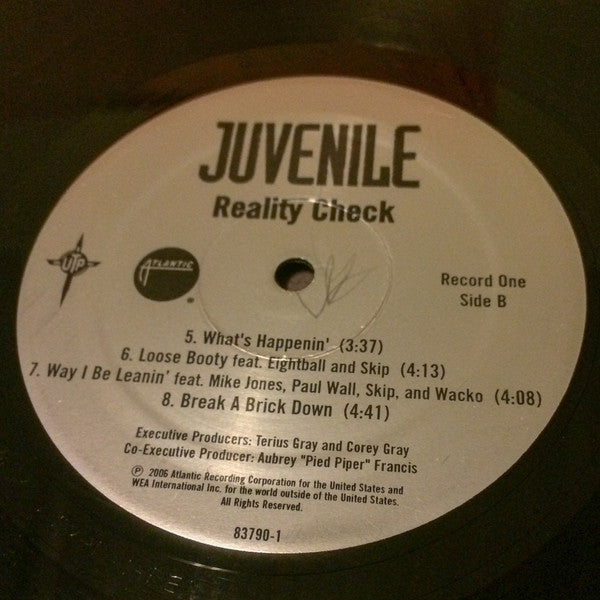 JUVENILE
Reality Check
UTP
ATLANTIC
®
Record One
Side B
5. What's Happenin' (3:37)
6. Loose Booty feat. Eightball and Skip (4:13)
7. Way I Be Leanin' feat. Mike Jones, Paul Wall, Skip, and Wacko (4:08)
8. Break A Brick Down (4:41)
Executive Producers: Terius Gray and Corey Gray
Co-Executive Producer: Aubrey "Pied Piper" Francis
℗ 2006 Atlantic Recording Corporation for the United States and
WEA International Inc. for the world outside of the United States.
All Rights Reserved.
83790-1